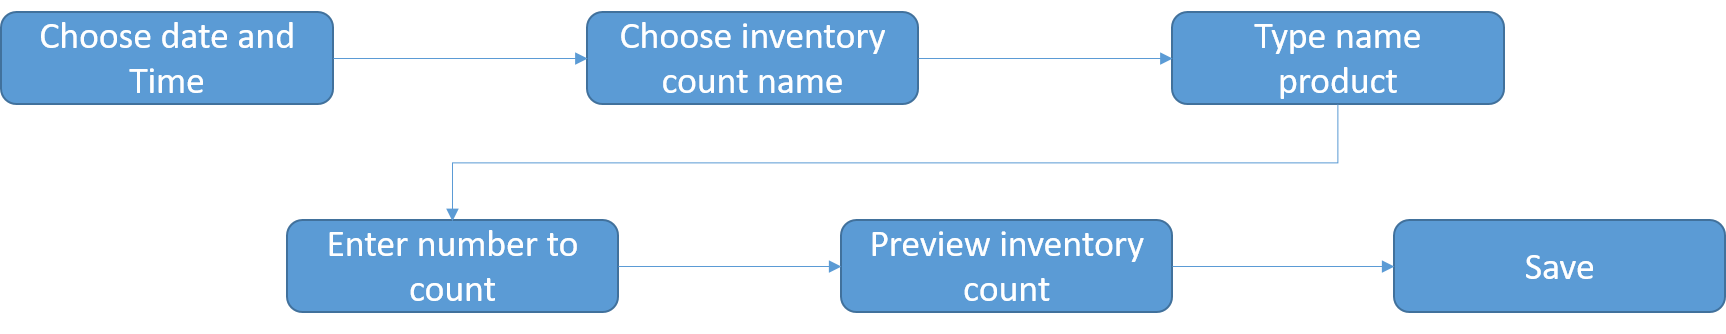 Choose date and
Time
Choose inventory
count name
Type name
product
Enter number to
count
Preview inventory
count
Save